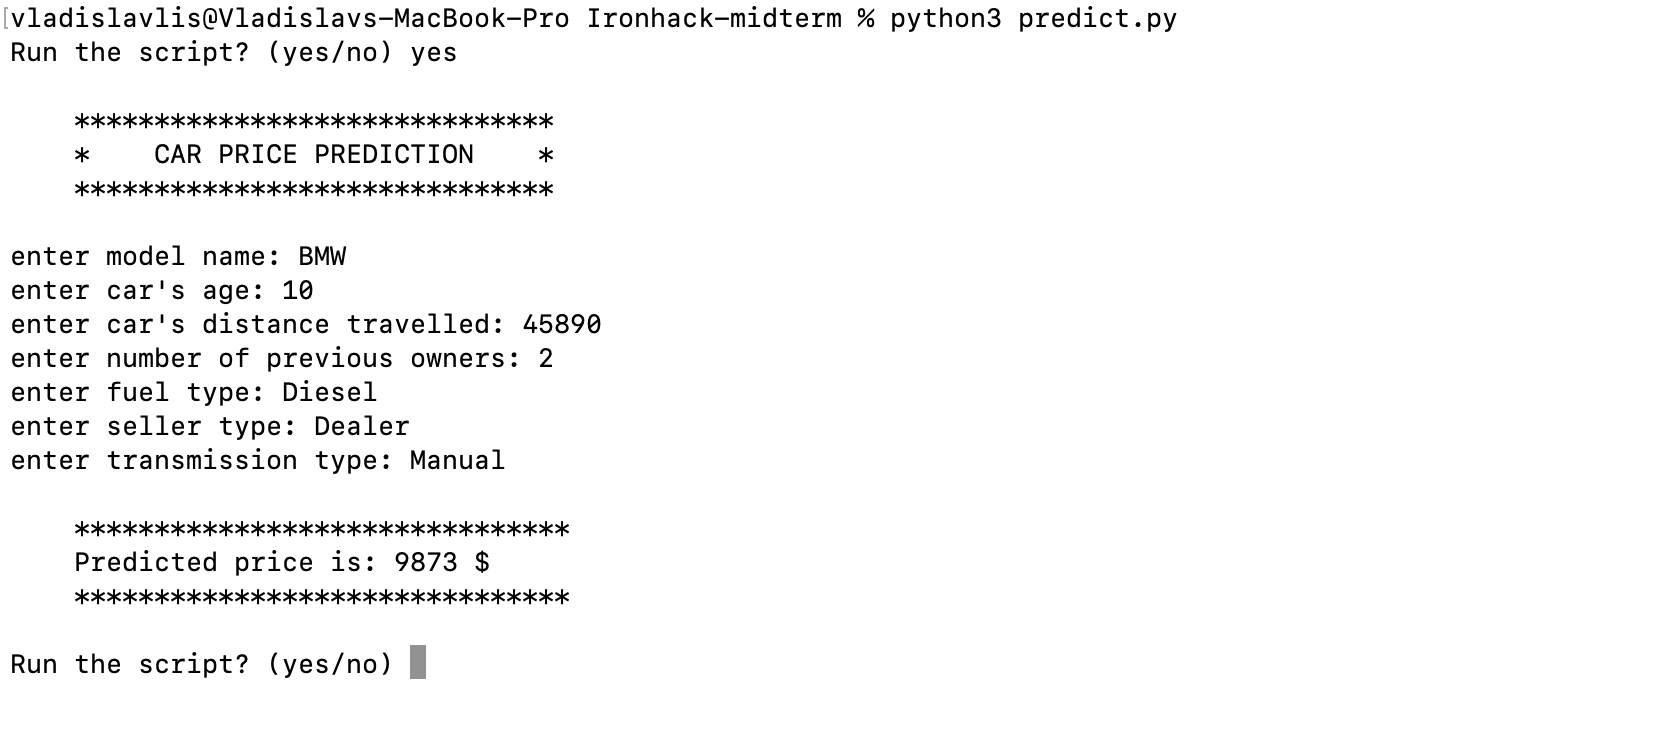 [vladislavlis@Vladislavs-MacBook-Pro Ironhack-midterm % python3 predict.py
Run the script? (yes/no) yes
******************************
*    CAR PRICE PREDICTION    *
******************************
enter model name: BMW
enter car's age: 10
enter car's distance travelled: 45890
enter number of previous owners: 2
enter fuel type: Diesel
enter seller type: Dealer
enter transmission type: Manual
*******************************
Predicted price is: 9873 $
*******************************
Run the script? (yes/no)